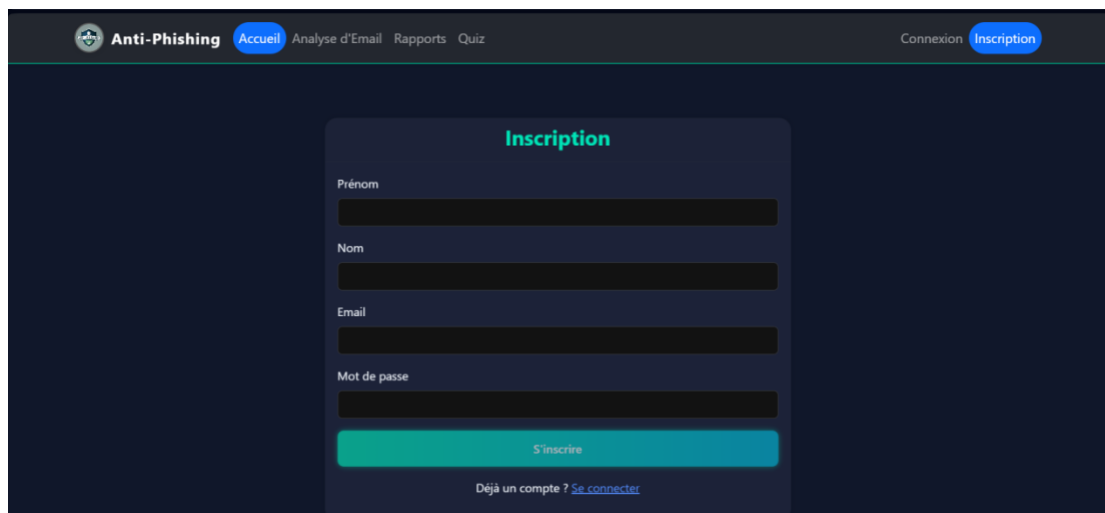 Anti-Phishing Accueil Analyse d'Email Rapports Quiz Connexion Inscription
Inscription
Prénom
Nom
Email
Mot de passe
S'inscrire
Déjà un compte ? Se connecter